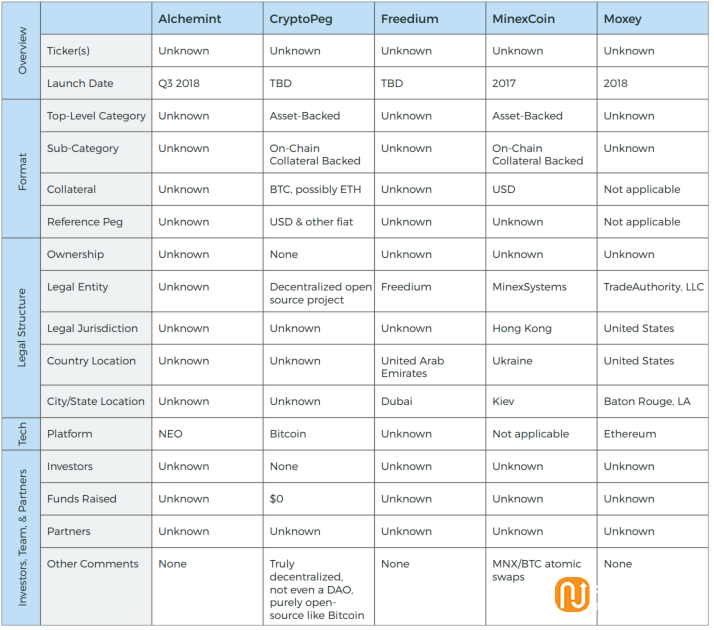 Alchemint CryptoPeg Freedium MinexCoin Moxey
Overview
Ticker(s) Unknown Unknown Unknown Unknown Unknown
Launch Date Q3 2018 TBD TBD 2017 2018
Format
Top-Level Category Unknown Asset-Backed Unknown Asset-Backed Unknown
Sub-Category Unknown On-Chain Unknown On-Chain Unknown
Collateral Backed Collateral Backed
Collateral Unknown BTC, possibly ETH Unknown USD Not applicable
Reference Peg Unknown USD & other fiat Unknown Unknown Not applicable
Legal Structure
Ownership Unknown None Unknown Unknown Unknown
Legal Entity Unknown Decentralized open Freedium MinexSystems TradeAuthority, LLC
source project
Legal Jurisdiction Unknown Unknown Unknown Hong Kong United States
Country Location Unknown Unknown United Arab Ukraine United States
Emirates
City/State Location Unknown Unknown Dubai Kiev Baton Rouge, LA
Tech
Platform NEO Bitcoin Unknown Not applicable Ethereum
Investors, Team, & Partners
Investors Unknown None Unknown Unknown Unknown
Funds Raised Unknown $0 Unknown Unknown Unknown
Partners Unknown Unknown Unknown Unknown Unknown
Other Comments None Truly None MNX/BTC atomic None
decentralized, swaps
not even a DAO,
purely open-
source like Bitcoin